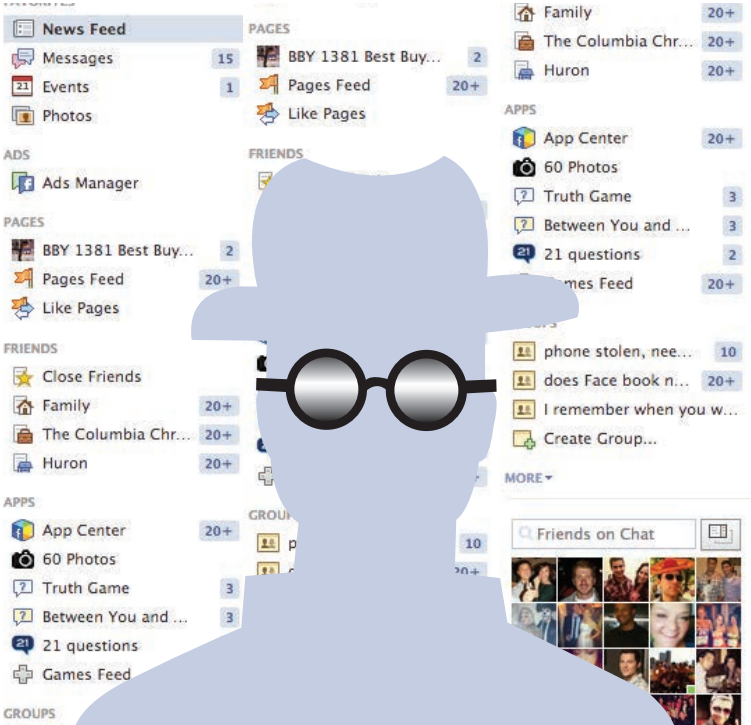 FAVORITES
News Feed
Messages 15
21 Events 1
Photos
ADS
Ads Manager
PAGES
BBY 1381 Best Buy... 2
Pages Feed 20+
Like Pages
FRIENDS
Close Friends
Family 20+
The Columbia Chr... 20+
Huron 20+
APPS
App Center 20+
60 Photos
? Truth Game 3
? Between You and ... 3
21 21 questions
Games Feed
GROUPS
PAGES
BBY 1381 Best Buy... 2
Pages Feed 20+
Like Pages
FRIENDS
10
20+
Family 20+
The Columbia Chr... 20+
Huron 20+
APPS
App Center 20+
60 Photos
? Truth Game 3
? Between You and ... 3
21 21 questions 2
Feed 20+
phone stolen, nee... 10
does Face book n... 20+
I remember when you w...
Create Group...
MORE
Friends on Chat